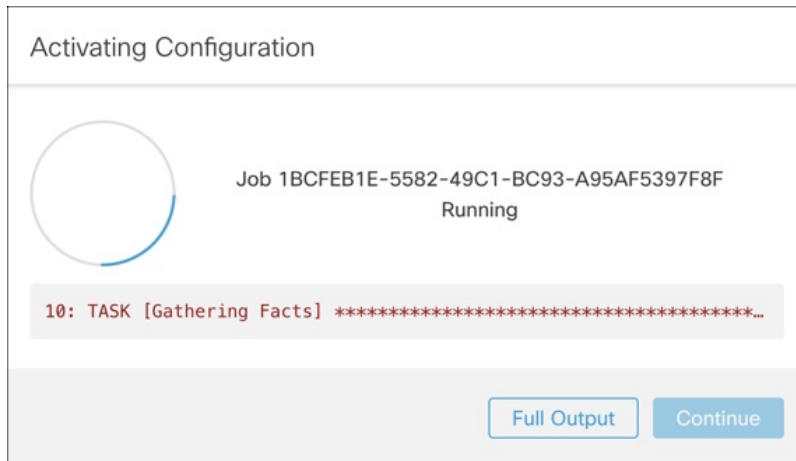 Activating Configuration
Job 1BCFEB1E-5582-49C1-BC93-A95AF5397F8F
Running
10: TASK [Gathering Facts] ***************************************…
Full Output
Continue